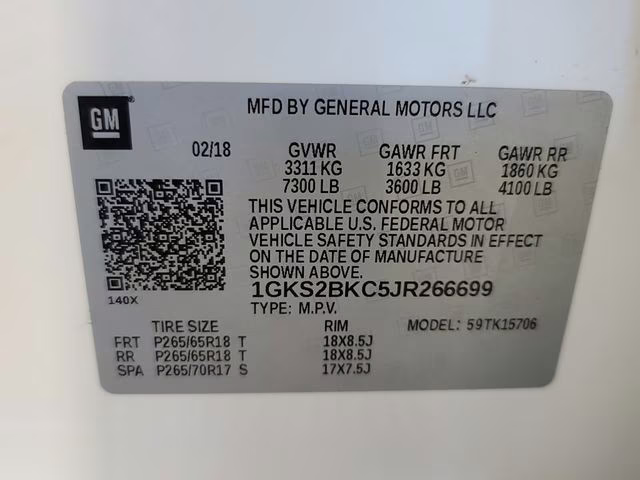 GM
MFD BY GENERAL MOTORS LLC
02/18 GVWR GAWR FRT GAWR RR
3311 KG 1633 KG 1860 KG
7300 LB 3600 LB 4100 LB
THIS VEHICLE CONFORMS TO ALL
APPLICABLE U.S. FEDERAL MOTOR
VEHICLE SAFETY STANDARDS IN EFFECT
ON THE DATE OF MANUFACTURE
SHOWN ABOVE.
1GKS2BKC5JR266699
140X
TYPE: M.P.V.
TIRE SIZE RIM MODEL: 59TK15706
FRT P265/65R18 T 18X8.5J
RR P265/65R18 T 18X8.5J
SPA P265/70R17 S 17X7.5J